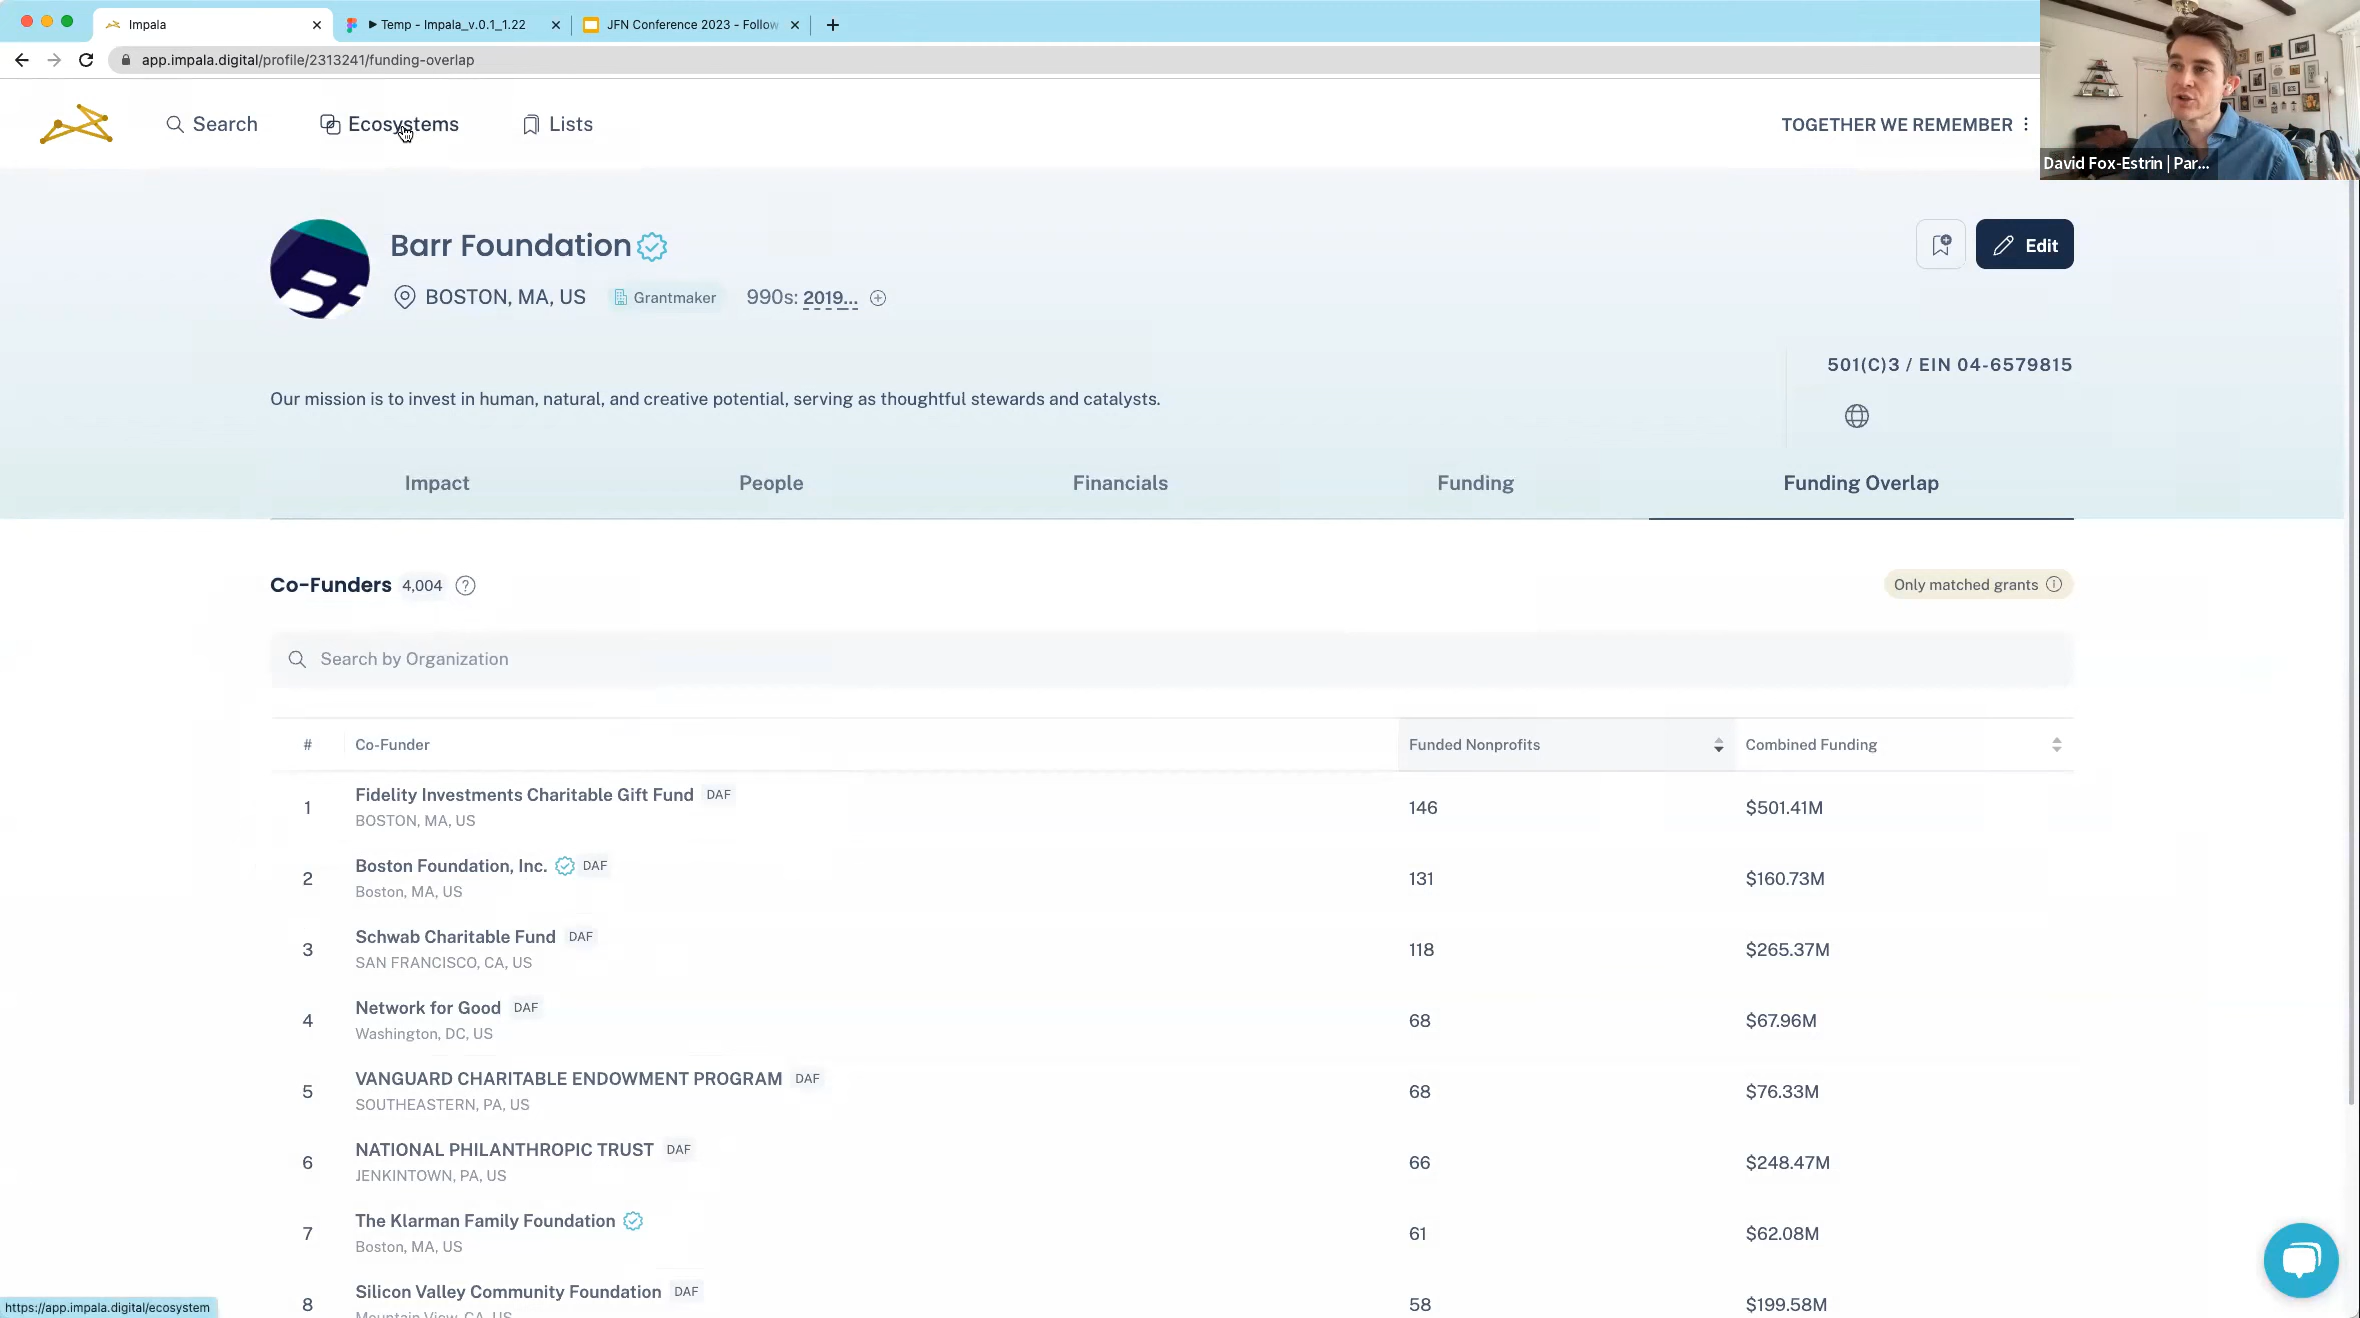 Impala
▶ Temp - Impala_v.0.1_1.22
JFN Conference 2023 - Follow
app.impala.digital/profile/2313241/funding-overlap
Search
Ecosystems
Lists
TOGETHER WE REMEMBER
David Fox-Estrin | Par...
Barr Foundation
Edit
BOSTON, MA, US
Grantmaker
990s: 2019...
501(C)3 / EIN 04-6579815
Our mission is to invest in human, natural, and creative potential, serving as thoughtful stewards and catalysts.
Impact
People
Financials
Funding
Funding Overlap
Co-Funders 4,004
Only matched grants
Search by Organization
# Co-Funder Funded Nonprofits Combined Funding
1 Fidelity Investments Charitable Gift Fund DAF 146 $501.41M
BOSTON, MA, US
2 Boston Foundation, Inc. DAF 131 $160.73M
Boston, MA, US
3 Schwab Charitable Fund DAF 118 $265.37M
SAN FRANCISCO, CA, US
4 Network for Good DAF 68 $67.96M
Washington, DC, US
5 VANGUARD CHARITABLE ENDOWMENT PROGRAM DAF 68 $76.33M
SOUTHEASTERN, PA, US
6 NATIONAL PHILANTHROPIC TRUST DAF 66 $248.47M
JENKINTOWN, PA, US
7 The Klarman Family Foundation 61 $62.08M
Boston, MA, US
8 Silicon Valley Community Foundation DAF 58 $199.58M
Mountain View, CA, US
https://app.impala.digital/ecosystem